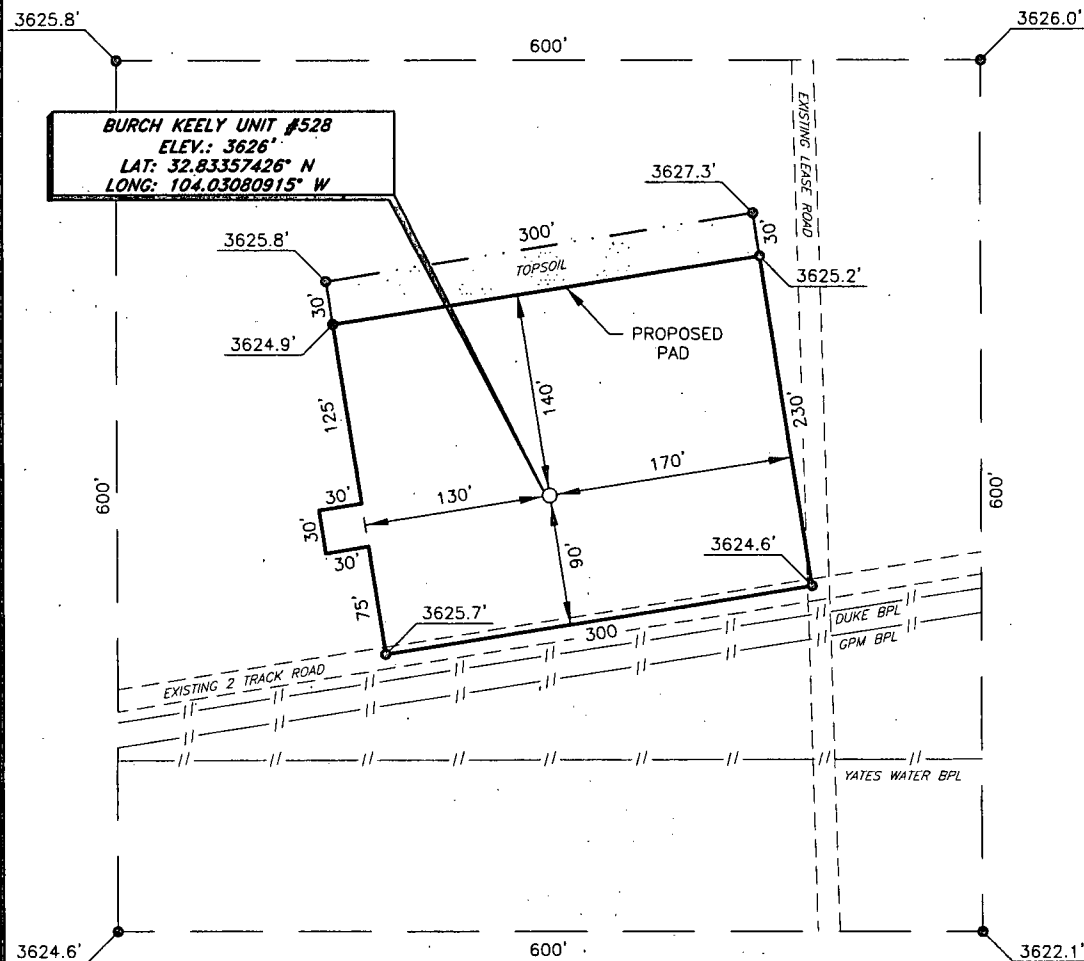 3625.8'
3626.0'
600'
BURCH KEELY UNIT #528
ELEV.: 3626'
LAT: 32.83357426° N
LONG: 104.03080915° W
EXISTING LEASE ROAD
3627.3'
3625.8'
300'
30'
TOPSOIL
3625.2'
30'
3624.9'
PROPOSED
PAD
125'
140'
230'
600'
600'
130'
170'
30'
30'
30'
90'
3624.6'
75'
3625.7'
300
DUKE BPL
GPM BPL
EXISTING 2 TRACK ROAD
YATES WATER BPL
3624.6'
600'
3622.1'